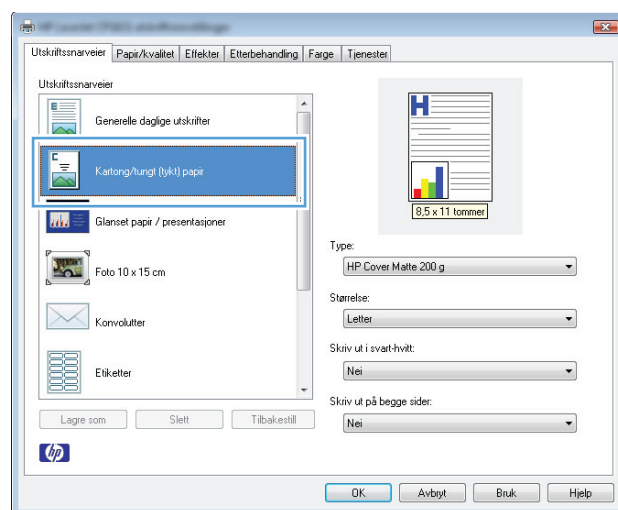 Utskriftssnarveier Papir/kvalitet Effekter Etterbehandling Farge Tjenester
Utskriftssnarveier
E
Generelle daglige utskrifter
C
Kartong/tungt (tykt) papir
Glanset papir / presentasjoner
Foto 10 x 15 cm
Konvolutter
Etiketter
Lagre som Slett Tilbakestill
hp
H
8,5 x 11 tommer
Type:
HP Cover Matte 200 g
Størrelse:
Letter
Skriv ut i svart-hvitt:
Nei
Skriv ut på begge sider:
Nei
OK Avbryt Bruk Hjelp